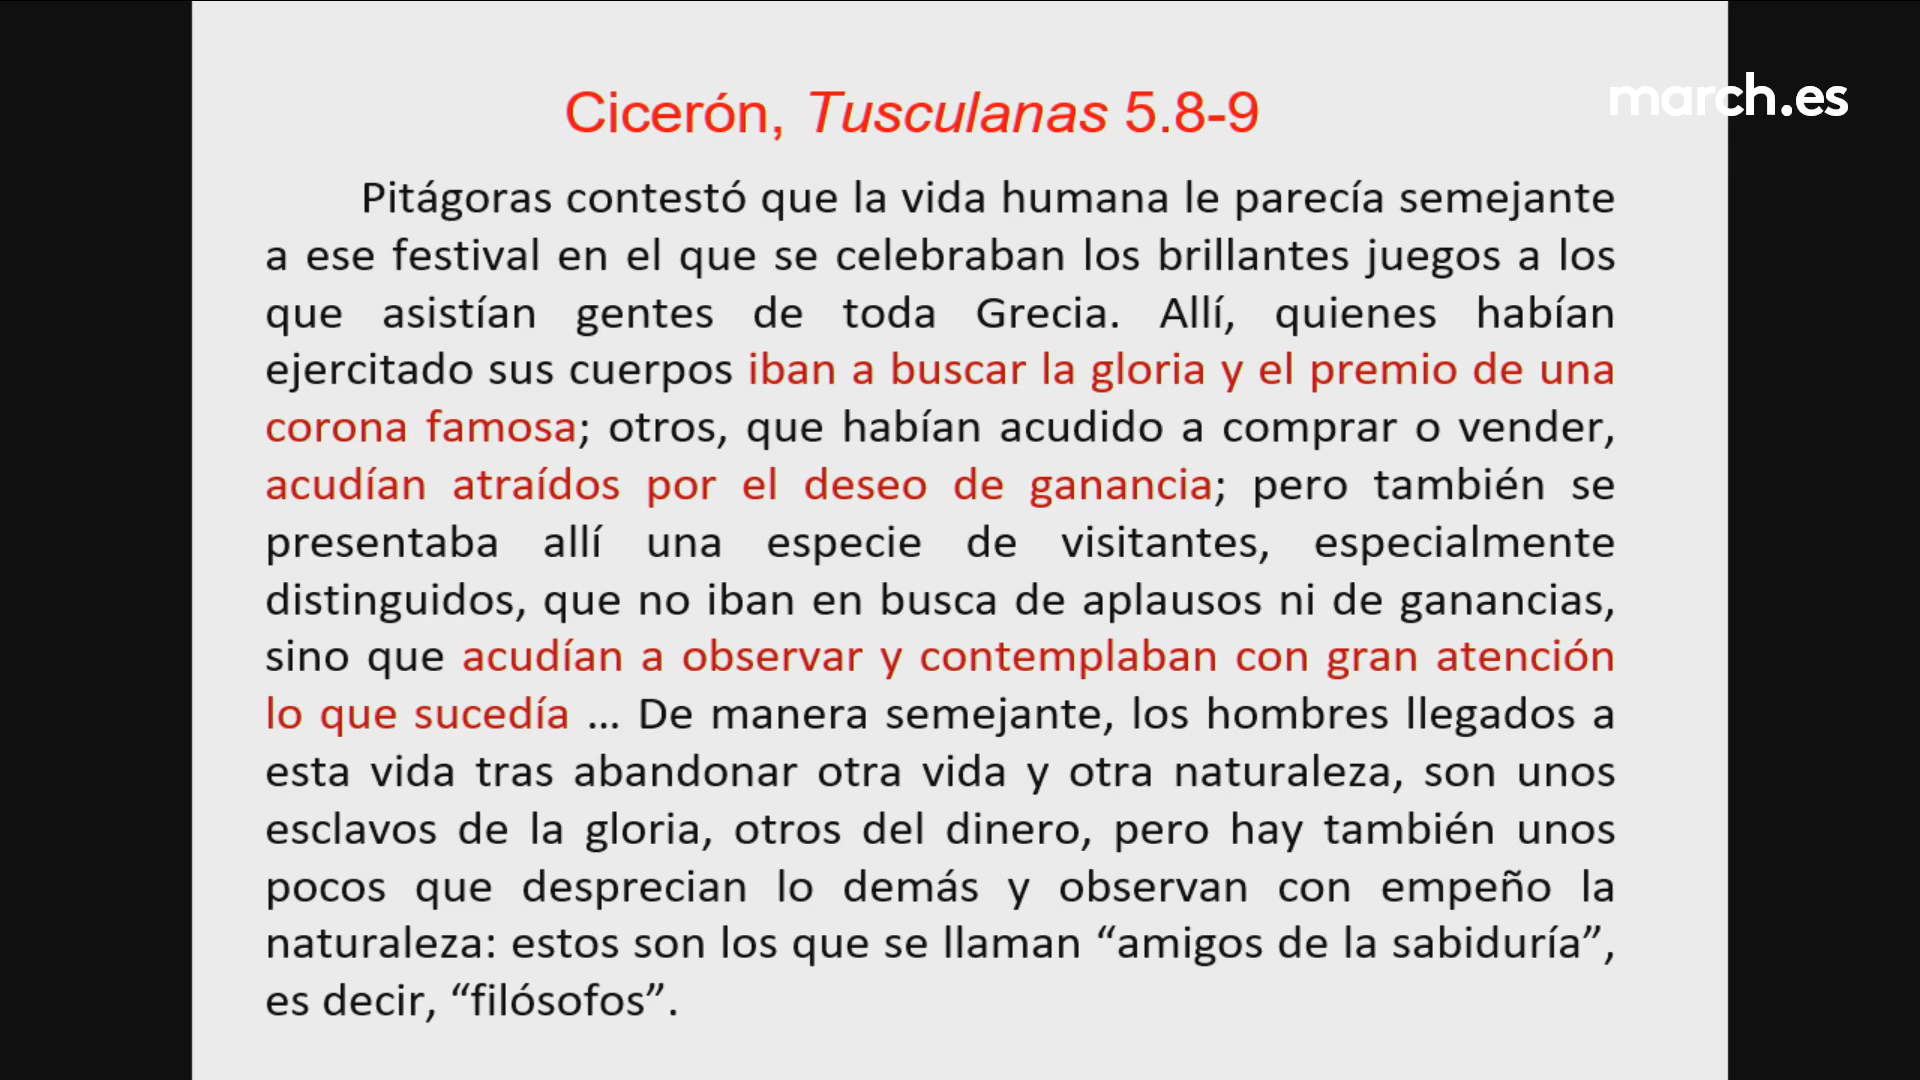 Cicerón, Tusculanas 5.8-9
march.es
Pitágoras contestó que la vida humana le parecía semejante
a ese festival en el que se celebraban los brillantes juegos a los
que asistían gentes de toda Grecia. Allí, quienes habían
ejercitado sus cuerpos iban a buscar la gloria y el premio de una
corona famosa; otros, que habían acudido a comprar o vender,
acudían atraídos por el deseo de ganancia; pero también se
presentaba allí una especie de visitantes, especialmente
distinguidos, que no iban en busca de aplausos ni de ganancias,
sino que acudían a observar y contemplaban con gran atención
lo que sucedía ... De manera semejante, los hombres llegados a
esta vida tras abandonar otra vida y otra naturaleza, son unos
esclavos de la gloria, otros del dinero, pero hay también unos
pocos que desprecian lo demás y observan con empeño la
naturaleza: estos son los que se llaman “amigos de la sabiduría”,
es decir, “filósofos”.